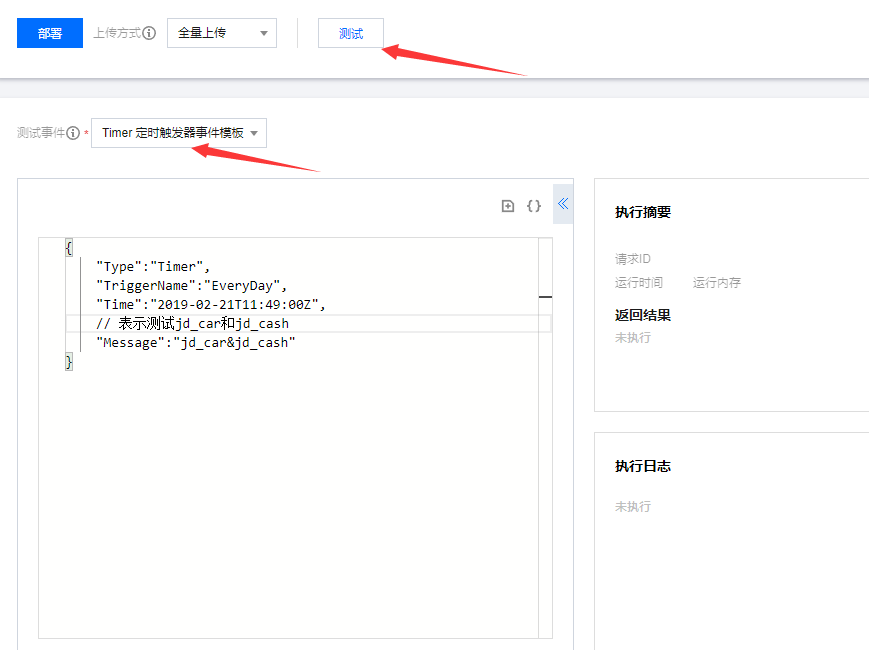 部署 上传方式 全量上传 测试
测试事件 * Timer 定时触发器事件模板
{
"Type":"Timer",
"TriggerName":"EveryDay",
"Time":"2019-02-21T11:49:00Z",
// 表示测试jd_car和jd_cash
"Message":"jd_car&jd_cash"
}
执行摘要
请求ID
运行时间 运行内存
返回结果
未执行
执行日志
未执行